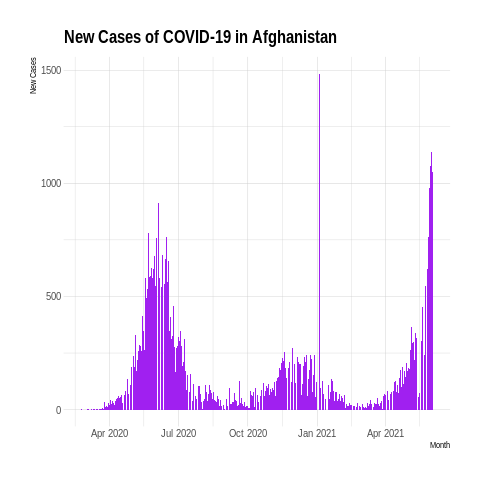 New Cases of COVID-19 in Afghanistan
New Cases
1500
1000
500
0
Apr 2020 Jul 2020 Oct 2020 Jan 2021 Apr 2021
Month